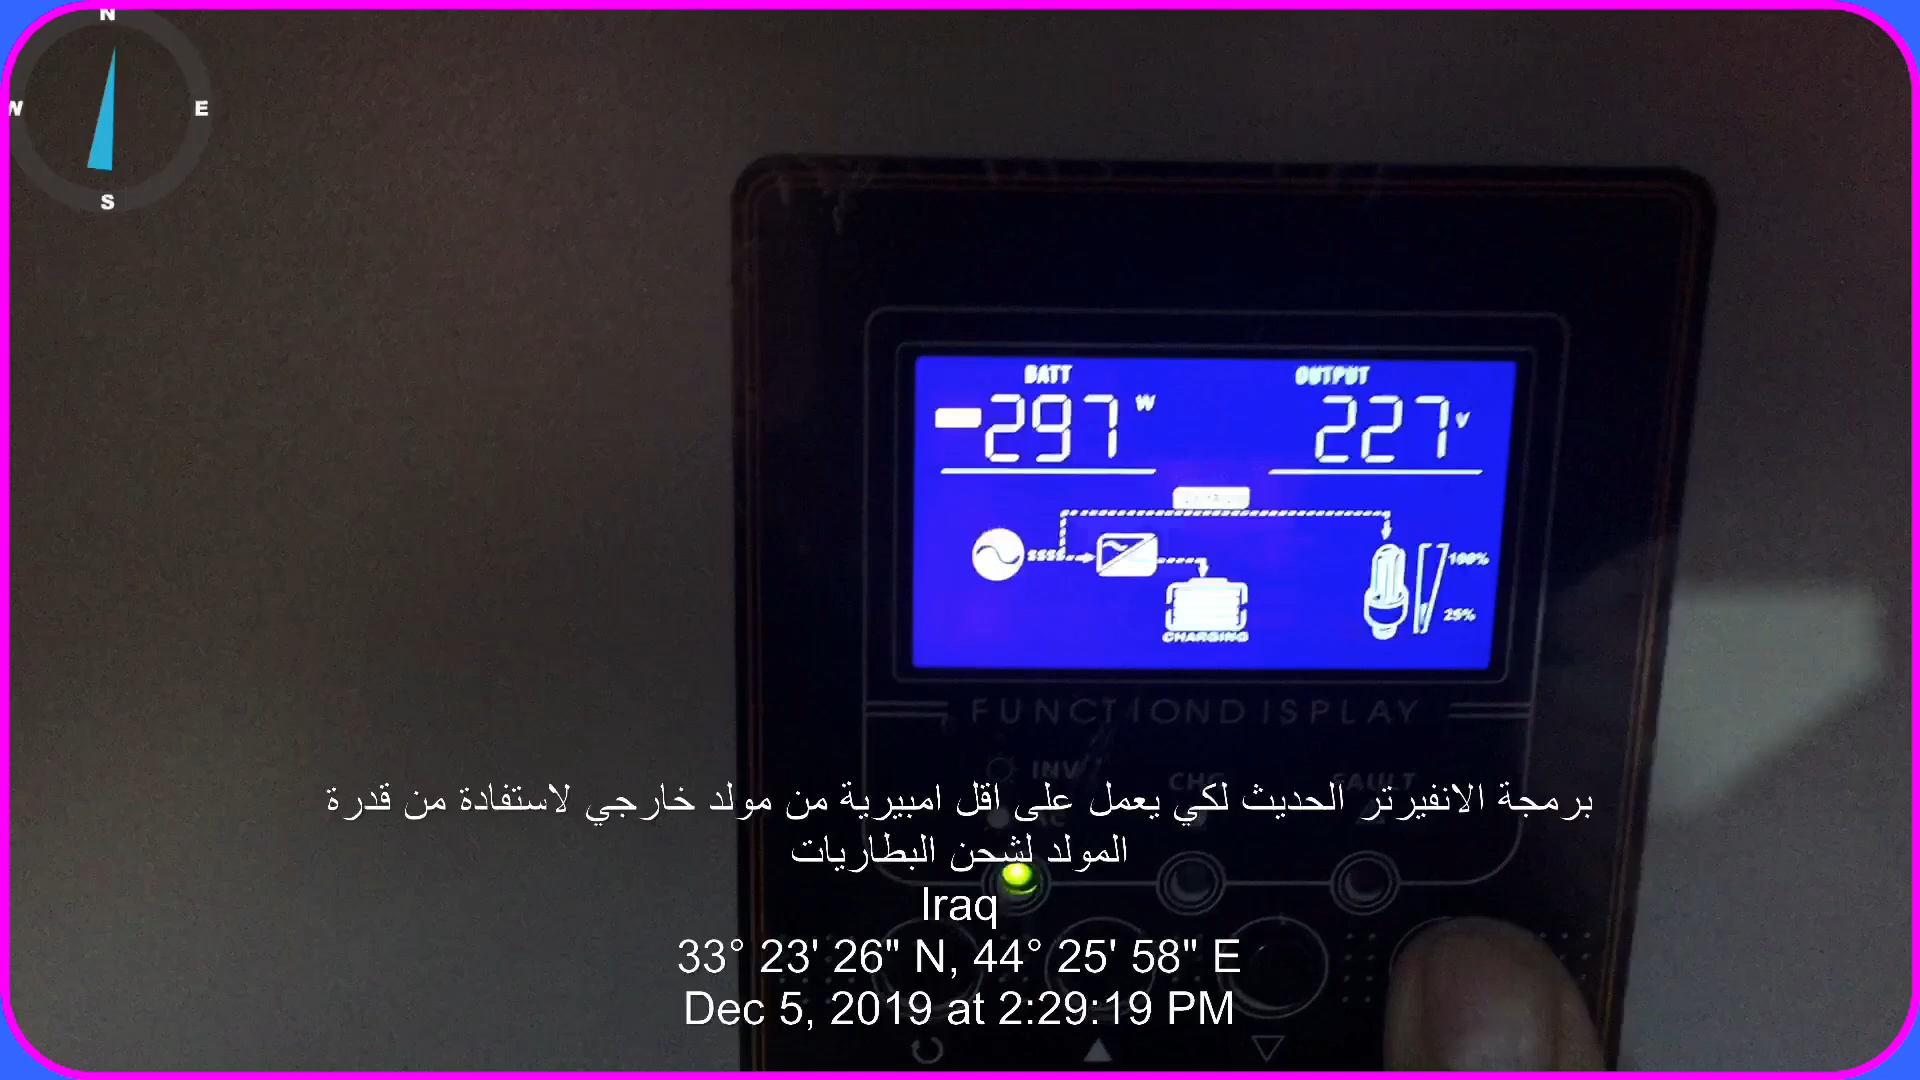 N
W E
S
BATT OUTPUT
-297 W 227 V
100%
25%
CHARGING
FUNCTION DISPLAY
INV CHG FAULT
برمجة الانفيرتر الحديث لكي يعمل على اقل امبيرية من مولد خارجي لاستفادة من قدرة
المولد لشحن البطاريات
Iraq
33° 23' 26" N, 44° 25' 58" E
Dec 5, 2019 at 2:29:19 PM